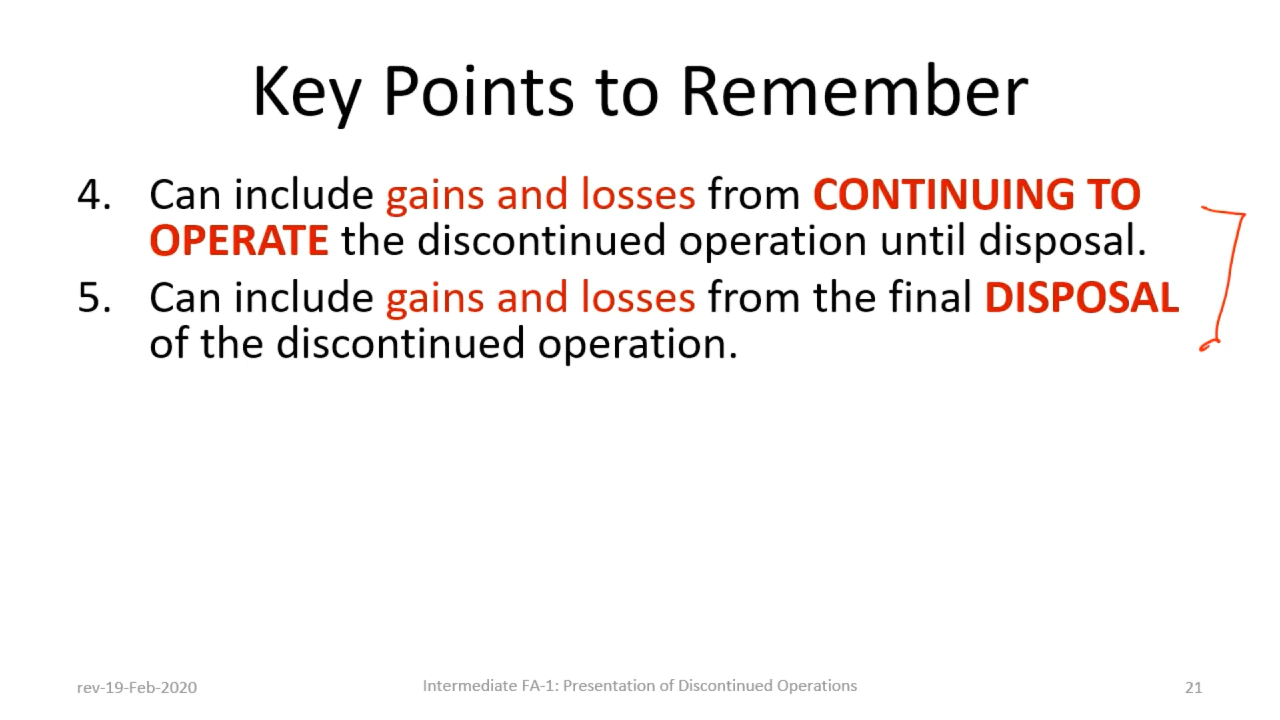 Key Points to Remember
4. Can include gains and losses from CONTINUING TO
OPERATE the discontinued operation until disposal.
5. Can include gains and losses from the final DISPOSAL
of the discontinued operation.
rev-19-Feb-2020
Intermediate FA-1: Presentation of Discontinued Operations
21